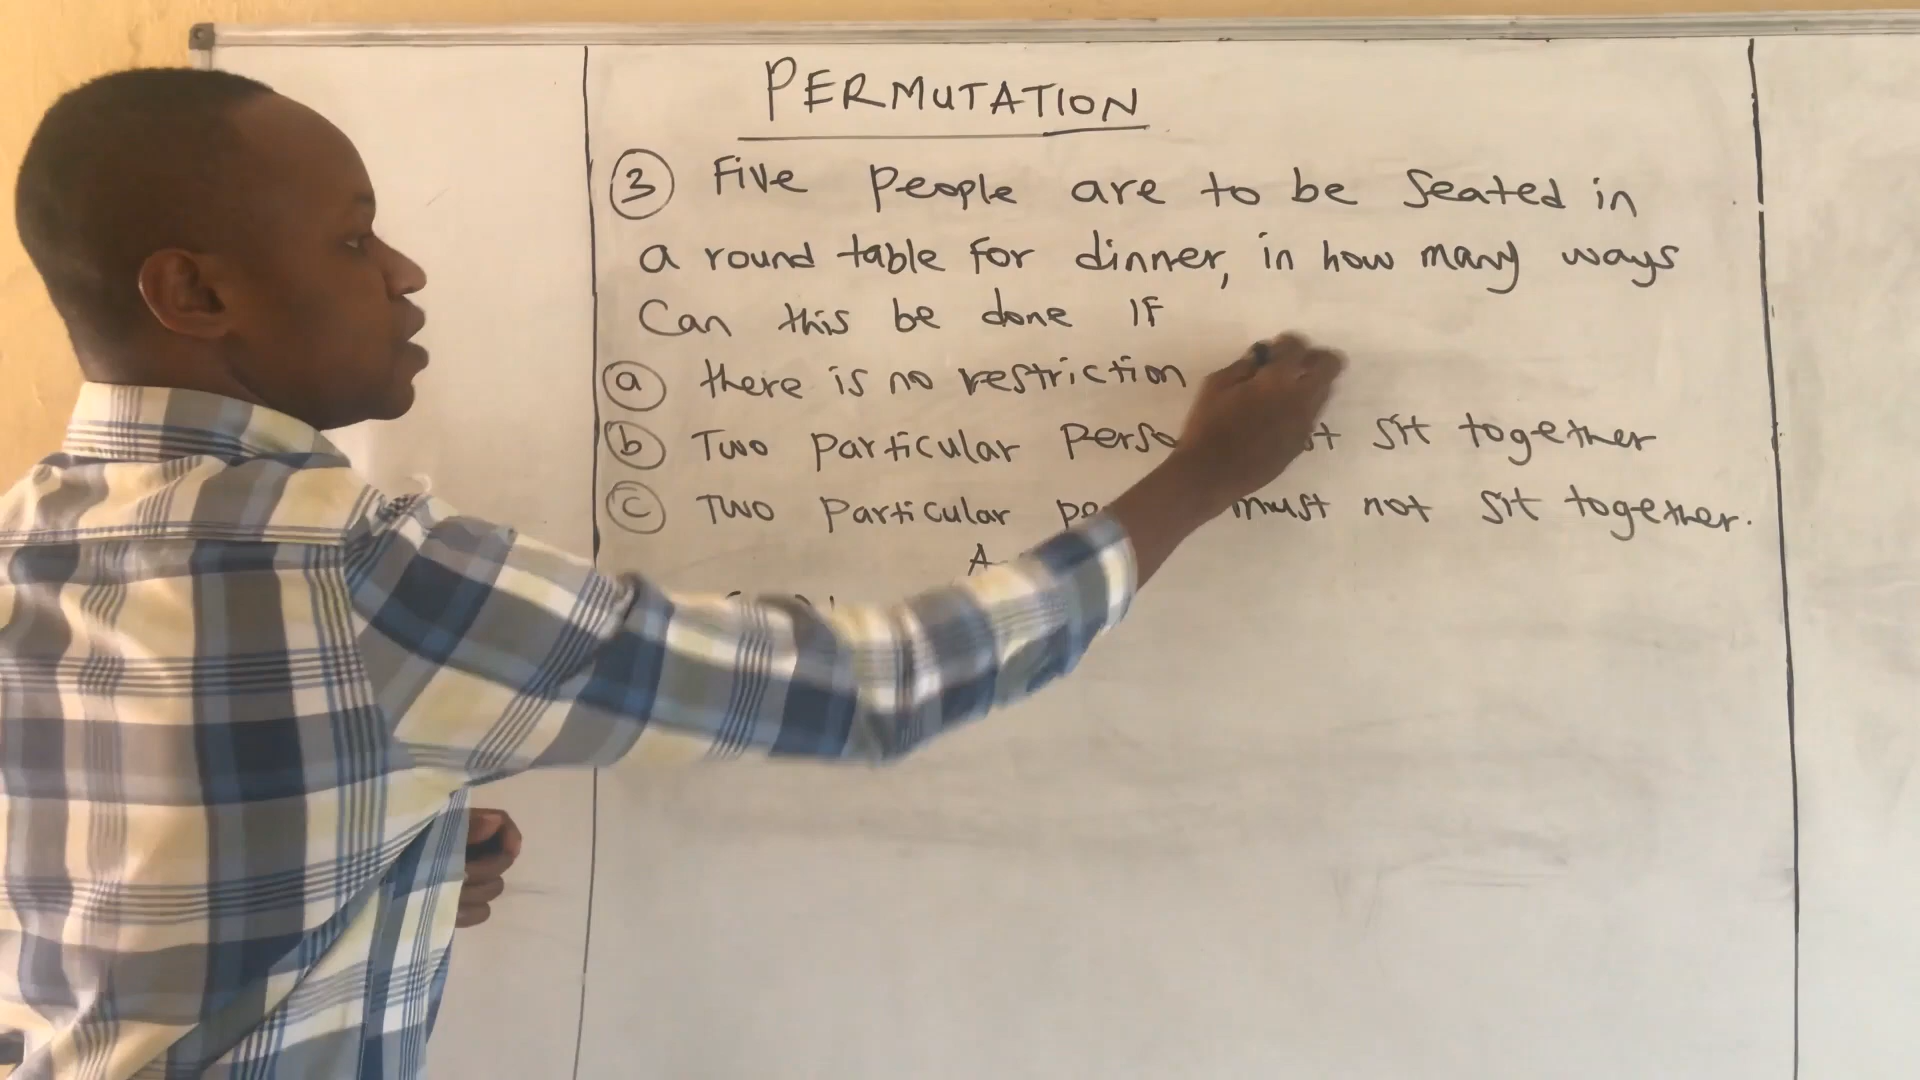 PERMUTATION
③ Five people are to be seated in
a round table for dinner, in how many ways
Can this be done IF
ⓐ there is no restriction
ⓑ Two particular sit together
ⓒ Two particular must not sit together.
A